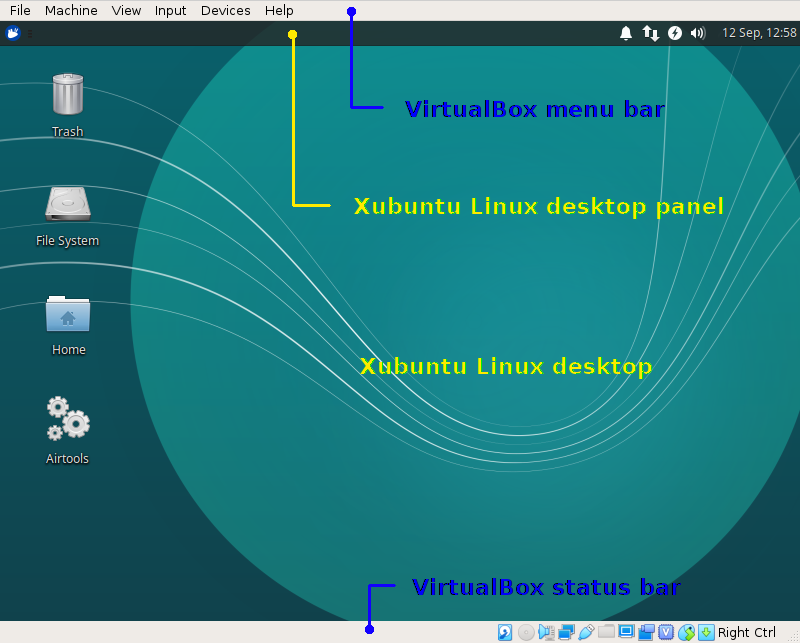 File Machine View Input Devices Help
12 Sep, 12:58
Trash
VirtualBox menu bar
Xubuntu Linux desktop panel
File System
Home
Xubuntu Linux desktop
Airtools
VirtualBox status bar
Right Ctrl